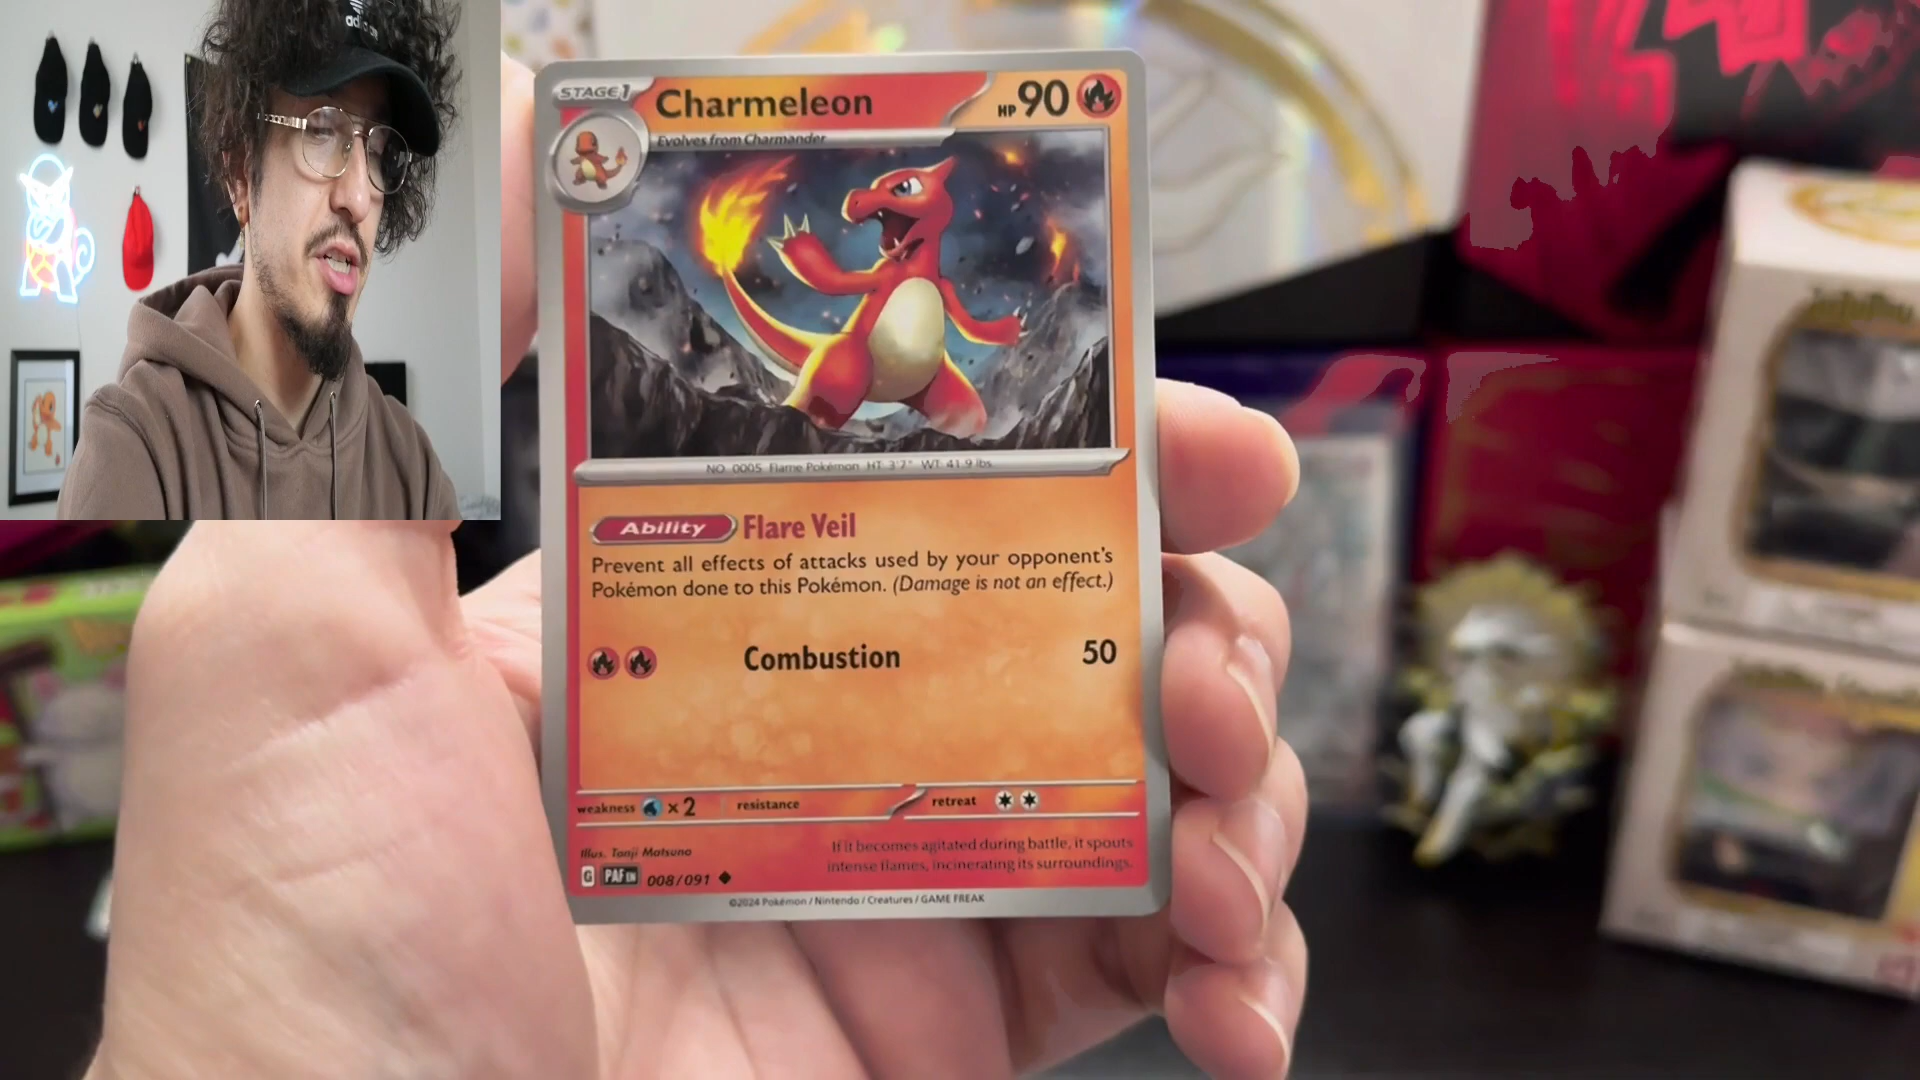 STAGE1
Charmeleon
HP 90
Evolves from Charmander
NO. 0005 Flame Pokémon HT: 3'7" WT: 41.9 lbs.
Ability Flare Veil
Prevent all effects of attacks used by your opponent's
Pokémon done to this Pokémon. (Damage is not an effect.)
Combustion 50
weakness ×2 resistance retreat
Illus. Tonji Matsuno
If it becomes agitated during battle, it spouts
intense flames, incinerating its surroundings.
G PAF EN 008/091
©2024 Pokémon / Nintendo / Creatures / GAME FREAK